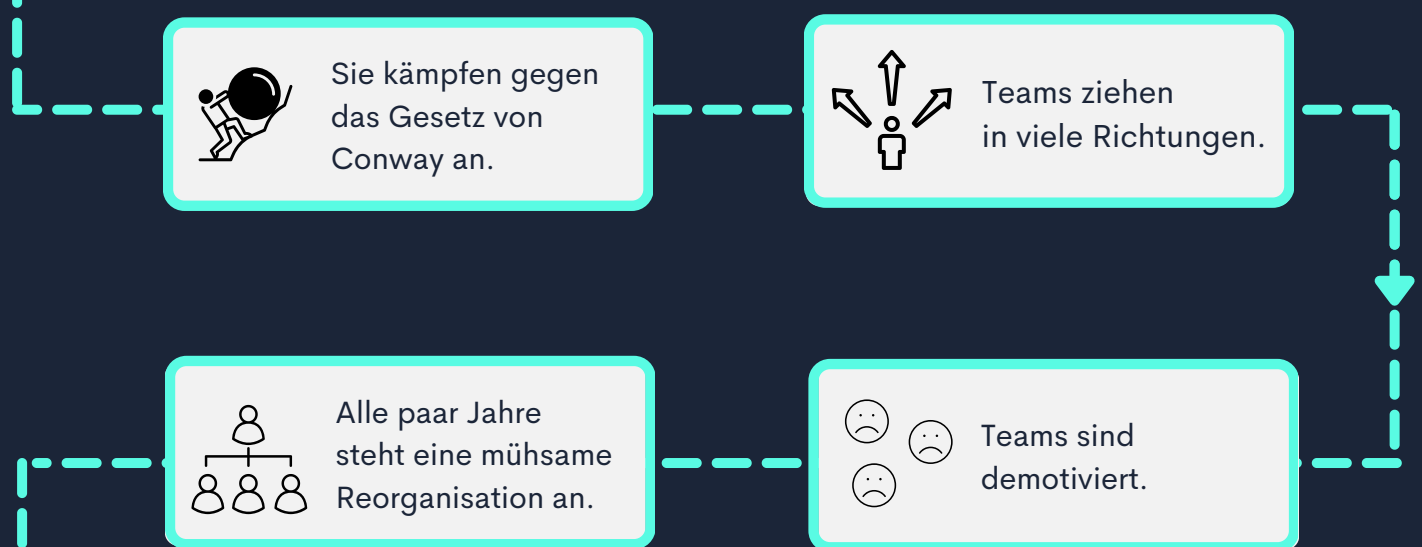 Sie kämpfen gegen
das Gesetz von
Conway an.
Teams ziehen
in viele Richtungen.
Alle paar Jahre
steht eine mühsame
Reorganisation an.
Teams sind
demotiviert.